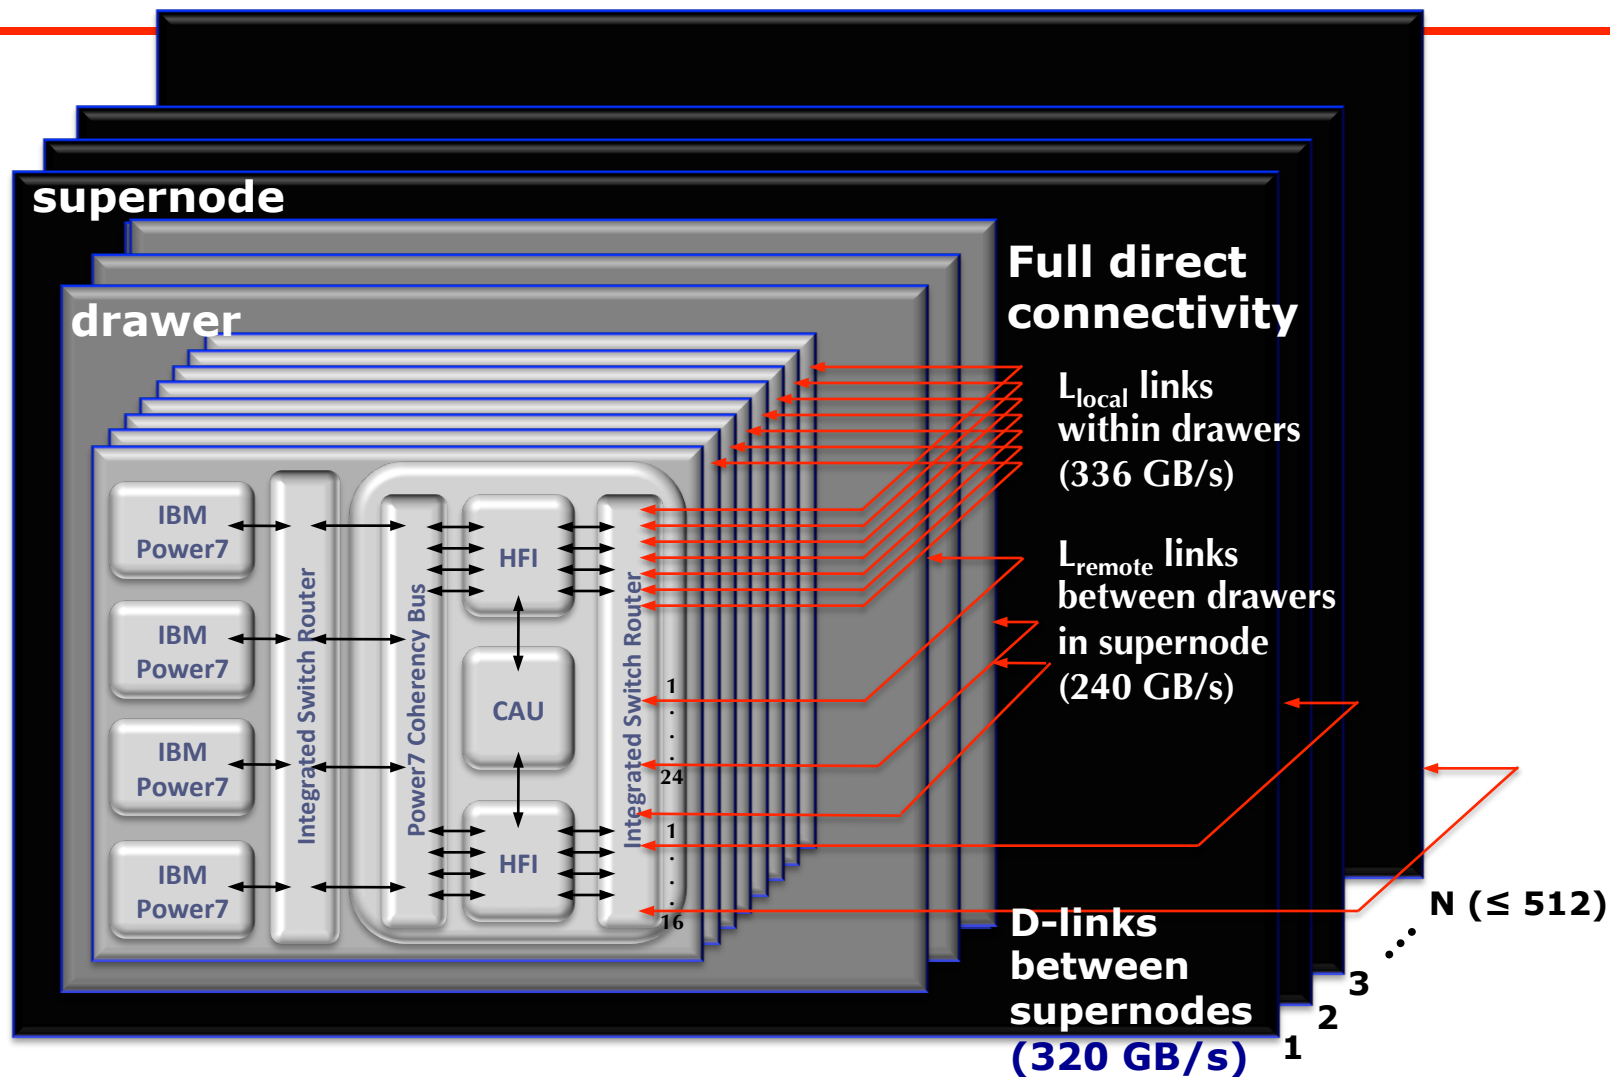 supernode
drawer
Full direct
connectivity
L_local links
within drawers
(336 GB/s)
L_remote links
between drawers
in supernode
(240 GB/s)
IBM
Power7
IBM
Power7
IBM
Power7
IBM
Power7
Integrated Switch Router
Power7 Coherency Bus
HFI
CAU
HFI
Integrated Switch Router
1
.
.
.
24
1
.
.
.
16
D-links
between
supernodes
(320 GB/s)
1
2
3
...
N (≤ 512)